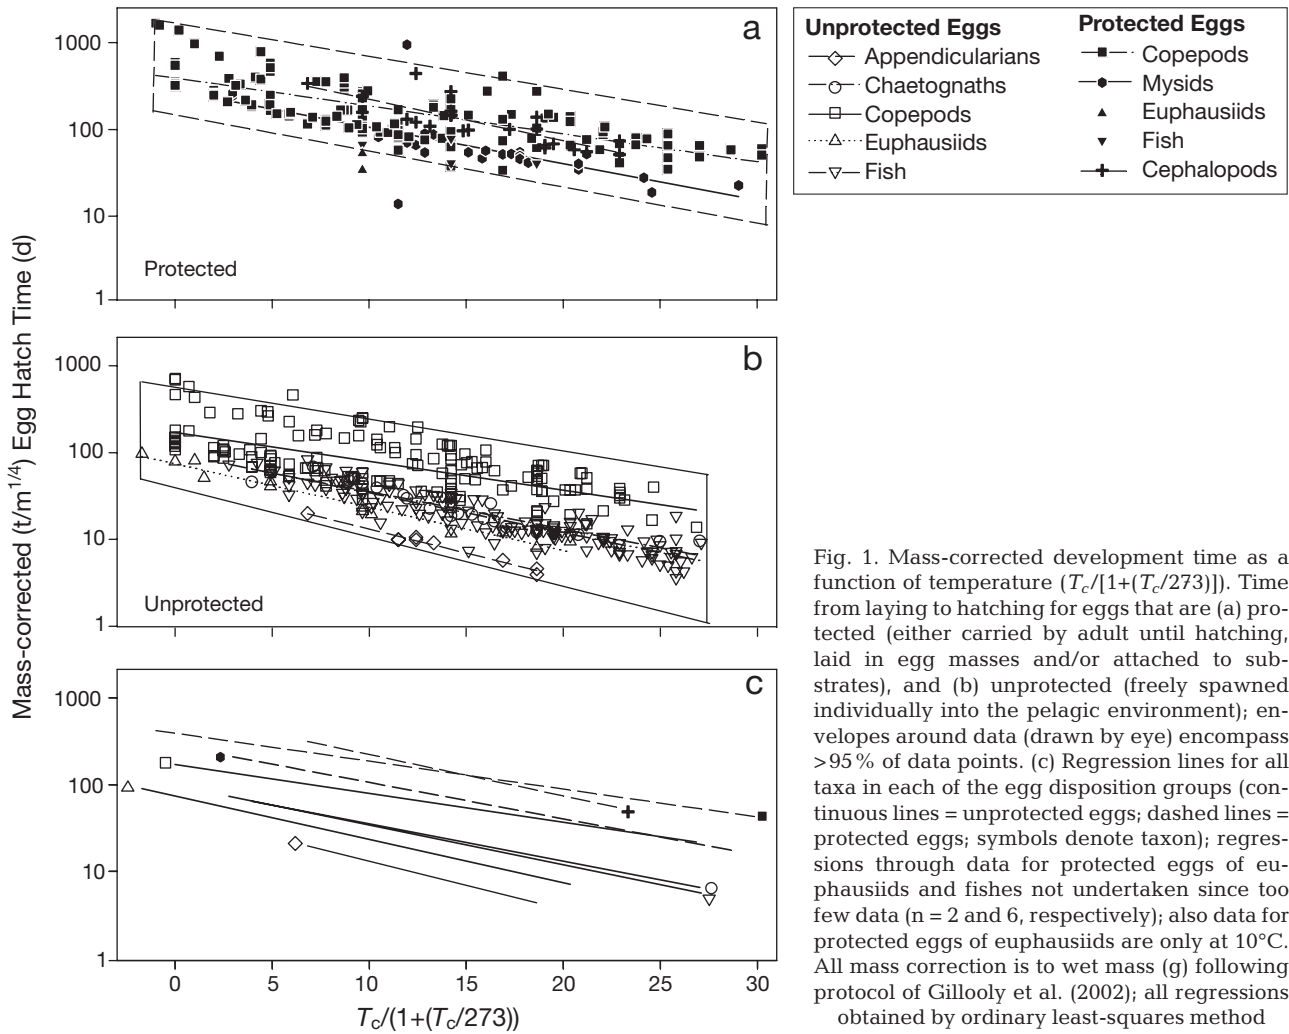 Mass-corrected (t/m1/4) Egg Hatch Time (d)
a
1000
100
10
1
Protected
b
1000
100
10
1
Unprotected
c
1000
100
10
1
0 5 10 15 20 25 30
Tc/(1+(Tc/273))
Unprotected Eggs
Appendicularians
Chaetognaths
Copepods
Euphausiids
Fish
Protected Eggs
Copepods
Mysids
Euphausiids
Fish
Cephalopods
Fig. 1. Mass-corrected development time as a
function of temperature (Tc/[1+(Tc/273)]). Time
from laying to hatching for eggs that are (a) pro-
tected (either carried by adult until hatching,
laid in egg masses and/or attached to sub-
strates), and (b) unprotected (freely spawned
individually into the pelagic environment); en-
velopes around data (drawn by eye) encompass
>95% of data points. (c) Regression lines for all
taxa in each of the egg disposition groups (con-
tinuous lines = unprotected eggs; dashed lines =
protected eggs; symbols denote taxon); regres-
sions through data for protected eggs of eu-
phausiids and fishes not undertaken since too
few data (n = 2 and 6, respectively); also data for
protected eggs of euphausiids are only at 10°C.
All mass correction is to wet mass (g) following
protocol of Gillooly et al. (2002); all regressions
obtained by ordinary least-squares method